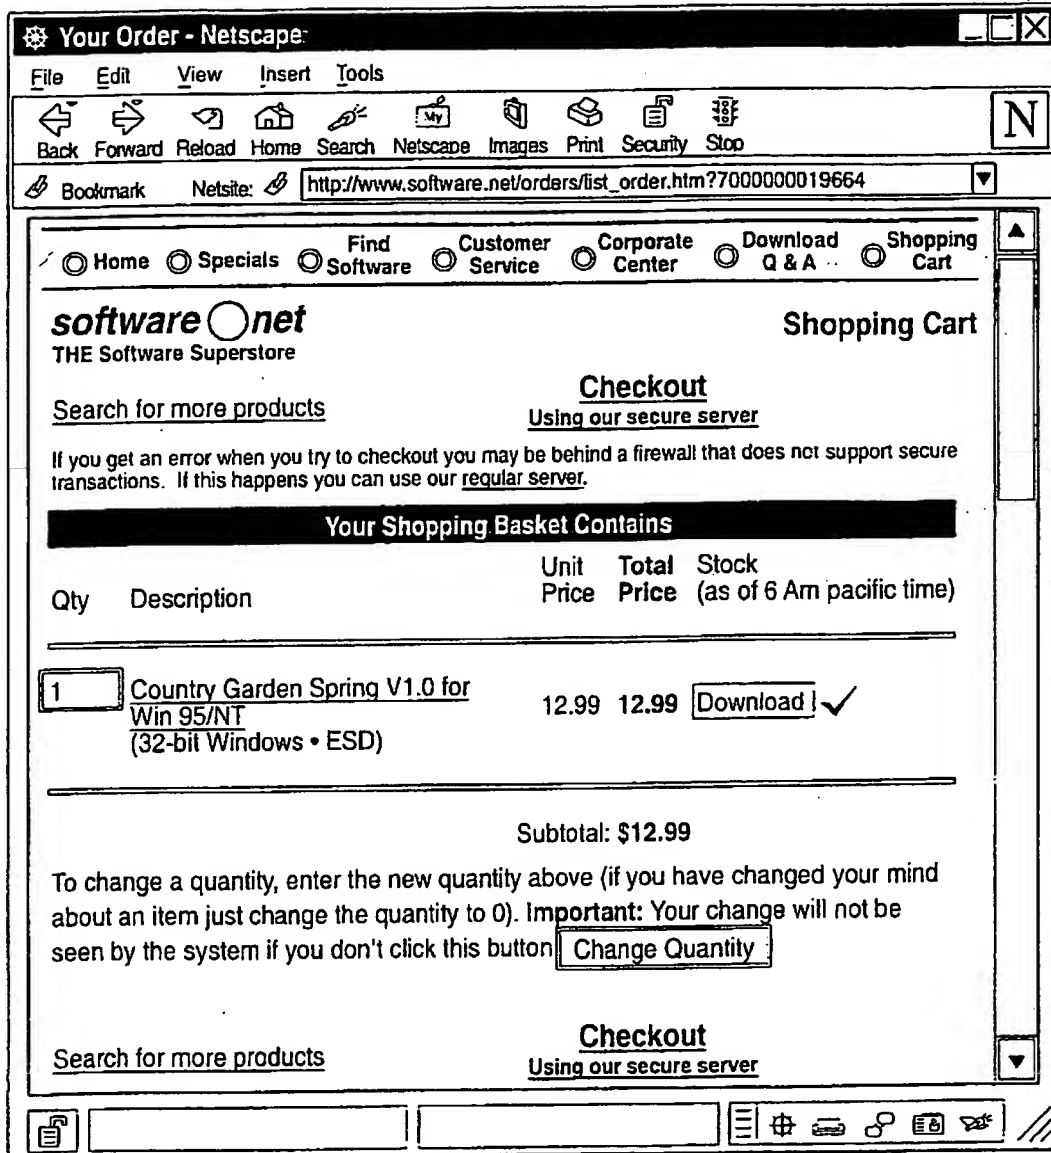 Your Order - Netscape:
File Edit View Insert Tools
Back Forward Reload Home Search Netscape Images Print Security Stop
My
N
Bookmark Netsite: http://www.software.net/orders/list_order.htm?7000000019664
Home Specials Find Software Customer Service Corporate Center Download Q & A Shopping Cart
software net Shopping Cart
THE Software Superstore
Search for more products Checkout
Using our secure server
If you get an error when you try to checkout you may be behind a firewall that does not support secure
transactions. If this happens you can use our regular server.
Your Shopping Basket Contains
Qty Description Unit Price Total Price Stock (as of 6 Am pacific time)
1 Country Garden Spring V1.0 for 12.99 12.99 Download
Win 95/NT
(32-bit Windows • ESD)
Subtotal: $12.99
To change a quantity, enter the new quantity above (if you have changed your mind
about an item just change the quantity to 0). Important: Your change will not be
seen by the system if you don't click this button Change Quantity
Search for more products Checkout
Using our secure server